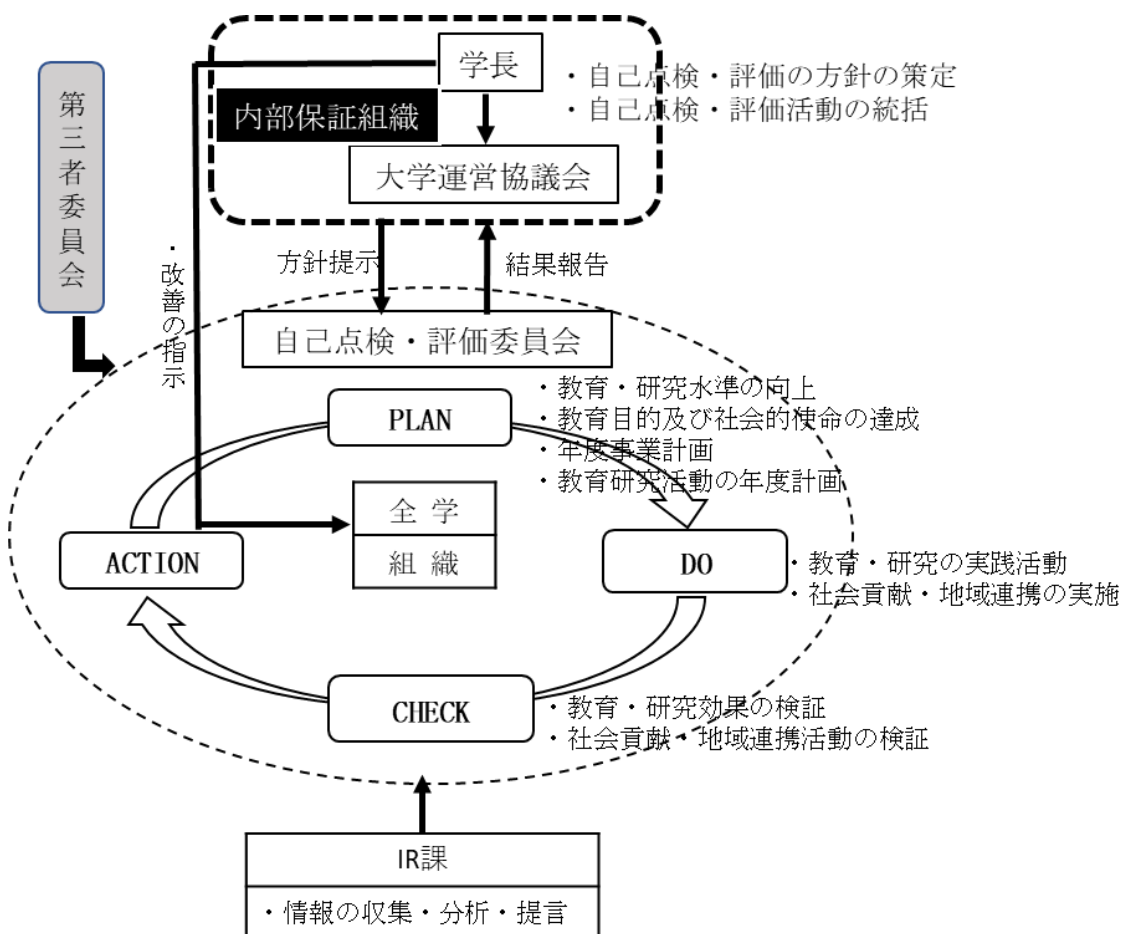 学長
・自己点検・評価の方針の策定
・自己点検・評価活動の統括
第三者委員会
内部保証組織
大学運営協議会
・改善の指示
方針提示
結果報告
自己点検・評価委員会
PLAN
・教育・研究水準の向上
・教育目的及び社会的使命の達成
・年度事業計画
・教育研究活動の年度計画
全 学
組 織
ACTION
DO
・教育・研究の実践活動
・社会貢献・地域連携の実施
CHECK
・教育・研究効果の検証
・社会貢献・地域連携活動の検証
IR課
・情報の収集・分析・提言